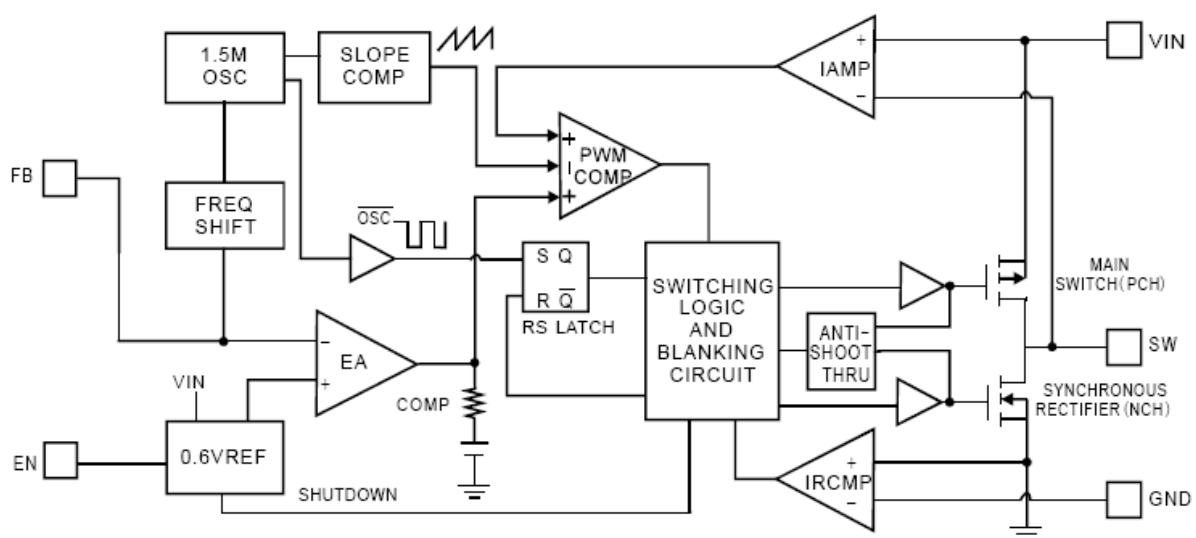 1.5M
OSC
SLOPE
COMP
+
IAMP
−
VIN
FB
FREQ
SHIFT
OSC
+
−
+
PWM
COMP
S Q
R Q
RS LATCH
SWITCHING
LOGIC
AND
BLANKING
CIRCUIT
ANTI-
SHOOT
THRU
MAIN
SWITCH(PCH)
SW
SYNCHRONOUS
RECTIFIER(NCH)
−
EA
+
COMP
VIN
EN
0.6VREF
SHUTDOWN
+
IRCMP
−
GND